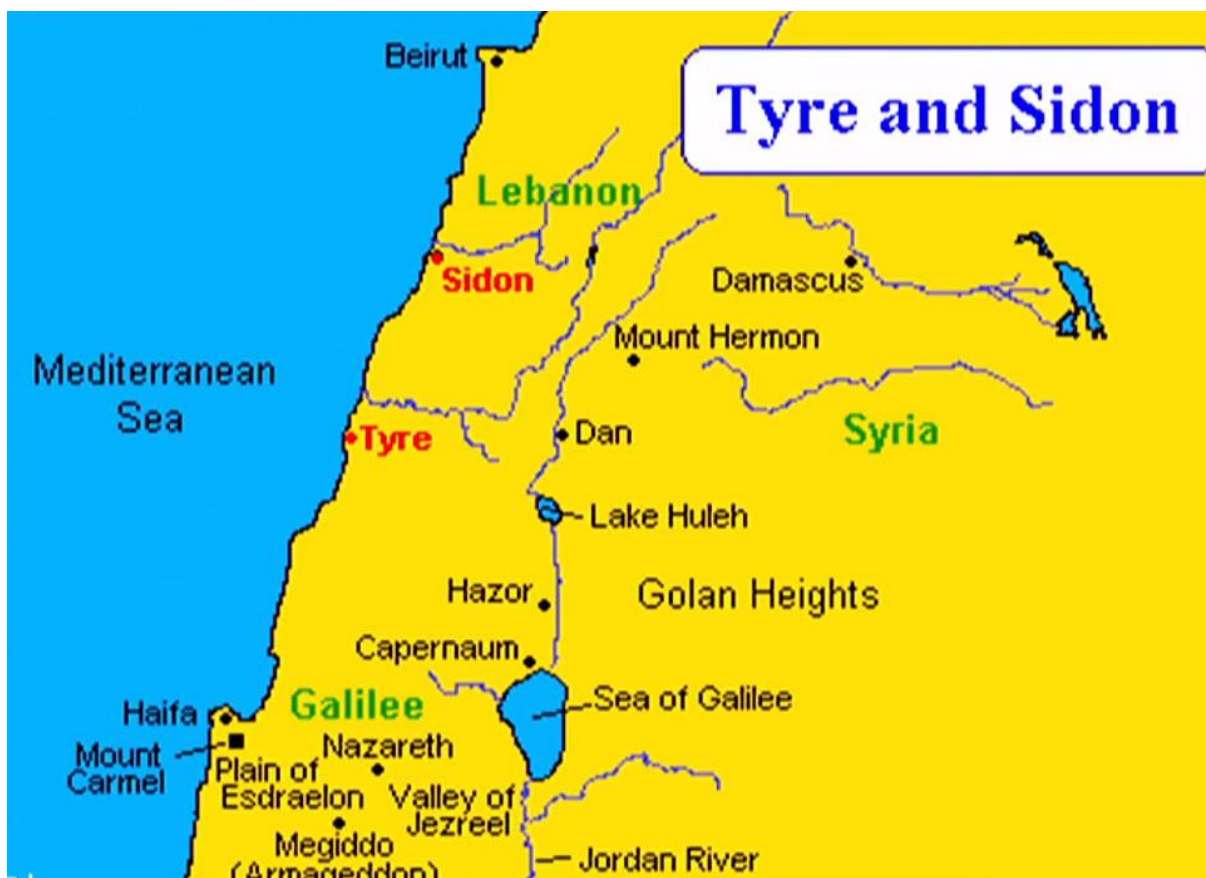 Beirut
Tyre and Sidon
Lebanon
Sidon
Damascus
Mount Hermon
Mediterranean
Sea
Syria
Tyre
Dan
Lake Huleh
Hazor
Golan Heights
Capernaum
Sea of Galilee
Galilee
Haifa
Mount
Carmel
Nazareth
Plain of
Esdraelon
Valley of
Jezreel
Megiddo
(Armageddon)
Jordan River